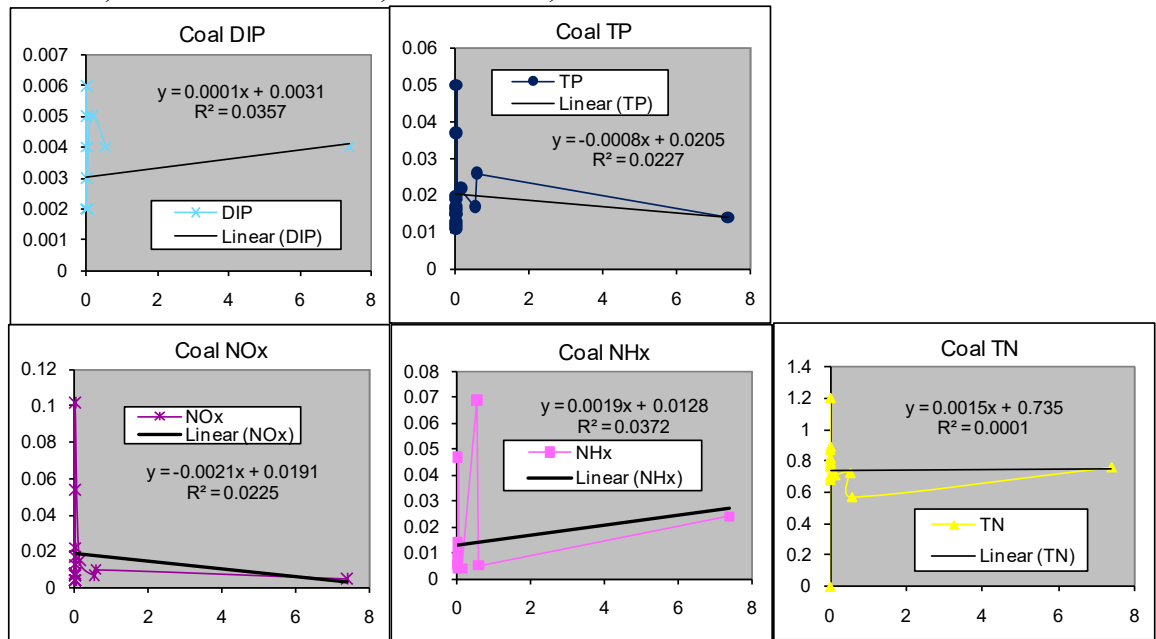 Coal DIP
0.007
0.006
0.005
0.004
0.003
0.002
0.001
0
y = 0.0001x + 0.0031
R² = 0.0357
DIP
Linear (DIP)
0 2 4 6 8
Coal TP
0.06
0.05
0.04
0.03
0.02
0.01
0
TP
Linear (TP)
y = -0.0008x + 0.0205
R² = 0.0227
0 2 4 6 8
Coal NOx
0.12
0.1
0.08
0.06
0.04
0.02
0
NOx
Linear (NOx)
y = -0.0021x + 0.0191
R² = 0.0225
0 2 4 6 8
Coal NHx
0.08
0.07
0.06
0.05
0.04
0.03
0.02
0.01
0
y = 0.0019x + 0.0128
R² = 0.0372
NHx
Linear (NHx)
0 2 4 6 8
Coal TN
1.4
1.2
1
0.8
0.6
0.4
0.2
0
y = 0.0015x + 0.735
R² = 0.0001
TN
Linear (TN)
0 2 4 6 8